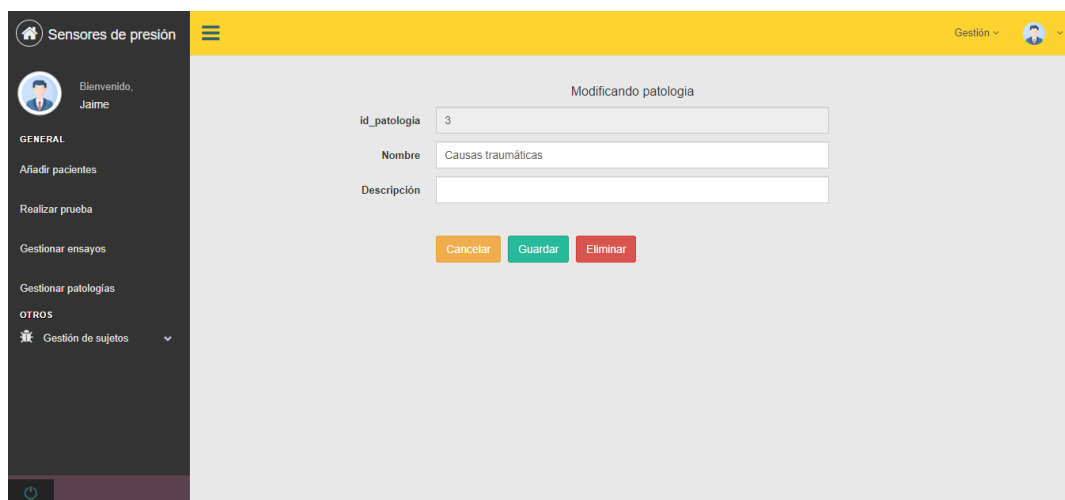 Sensores de presión
Gestión
Bienvenido,
Jaime
GENERAL
Añadir pacientes
Realizar prueba
Gestionar ensayos
Gestionar patologías
OTROS
Gestión de sujetos
Modificando patologia
id_patologia 3
Nombre Causas traumáticas
Descripción
Cancelar Guardar Eliminar